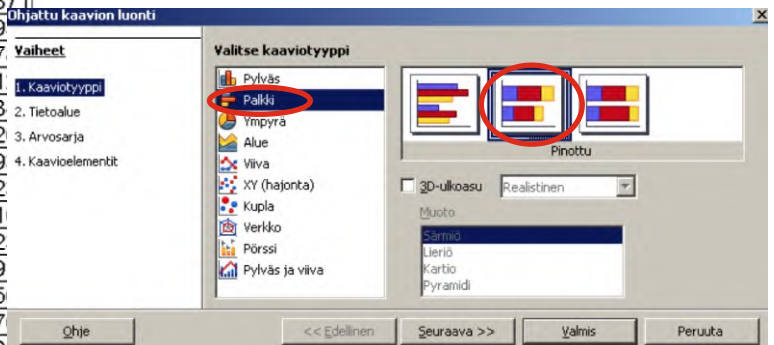 Ohjattu kaavion luonti
Vaiheet
1. Kaaviotyyppi
2. Tietoalue
3. Arvosarja
4. Kaavioelementit
Valitse kaaviotyyppi
Pylväs
Palkki
Ympyrä
Alue
Viiva
XY (hajonta)
Kupla
Verkko
Pörssi
Pylväs ja viiva
Pinottu
3D-ulkoasu
Realistinen
Muoto
Särmiö
Lieriö
Kartio
Pyramidi
Ohje
<< Edellinen
Seuraava >>
Valmis
Peruuta